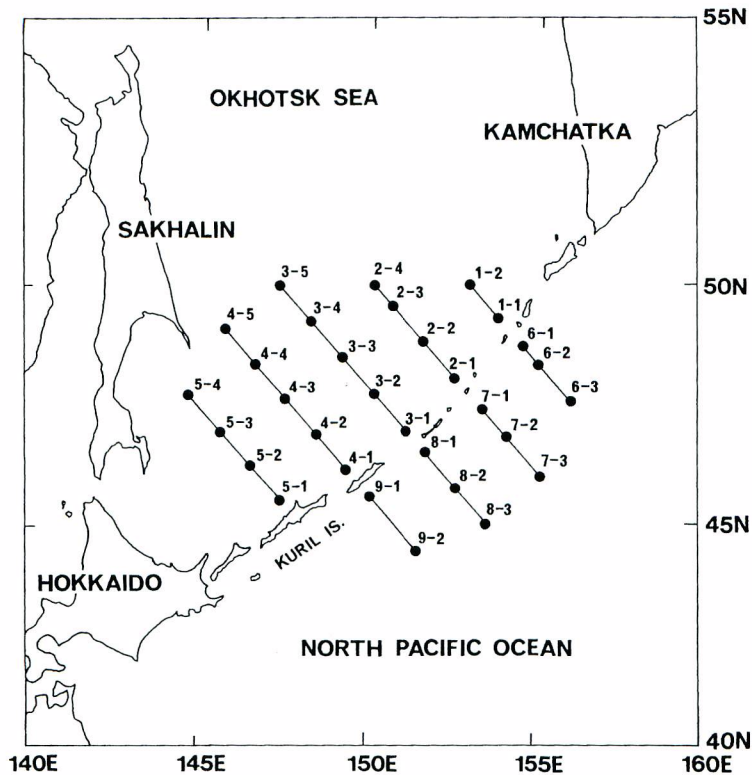 55N
OKHOTSK SEA
KAMCHATKA
SAKHALIN
3-5
2-4
1-2
50N
2-3
1-1
4-5
3-4
2-2
6-1
6-2
4-4
3-3
2-1
6-3
5-4
4-3
3-2
7-1
5-3
4-2
3-1
7-2
8-1
5-2
4-1
8-2
7-3
5-1
9-1
8-3
45N
9-2
KURIL IS.
HOKKAIDO
NORTH PACIFIC OCEAN
40N
140E 145E 150E 155E 160E